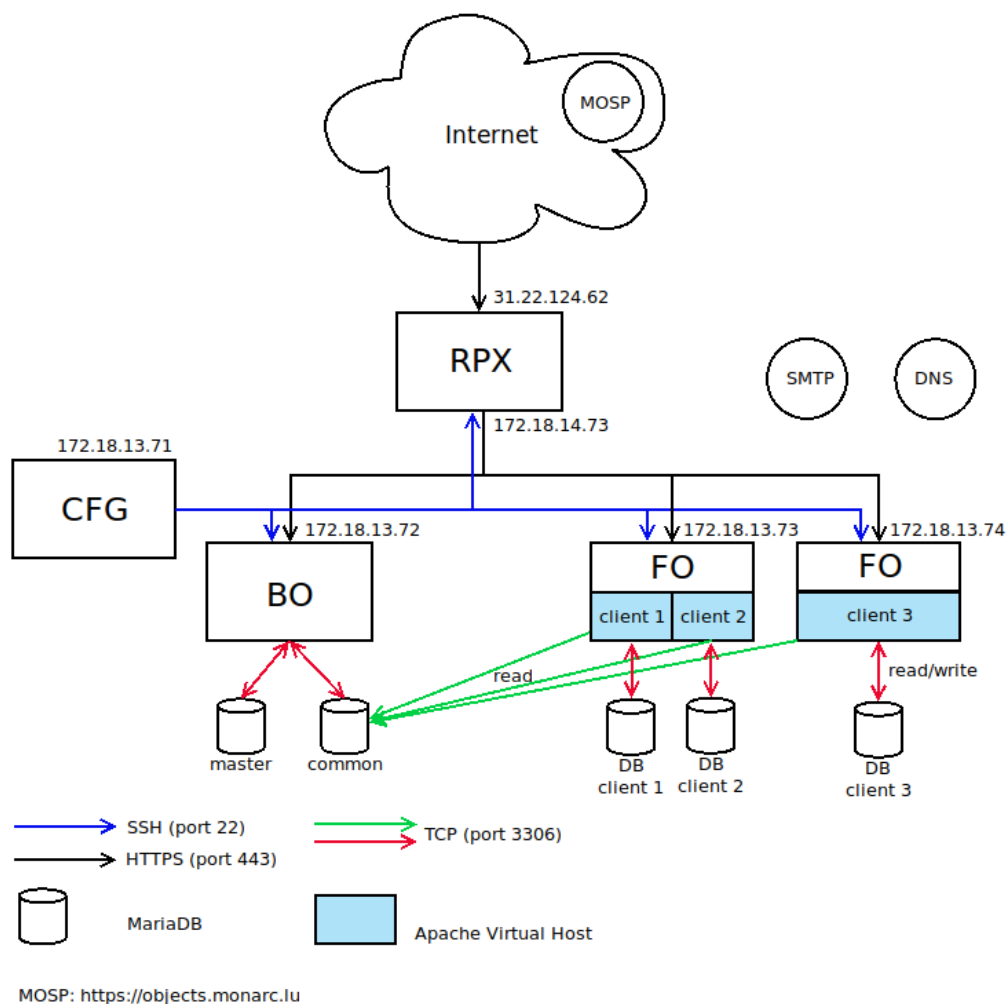 MOSP
Internet
31.22.124.62
RPX
SMTP
DNS
172.18.14.73
172.18.13.71
CFG
172.18.13.72
172.18.13.73
172.18.13.74
BO
FO
FO
client 1
client 2
client 3
read
read/write
master
common
DB
client 1
DB
client 2
DB
client 3
SSH (port 22)
TCP (port 3306)
HTTPS (port 443)
MariaDB
Apache Virtual Host
MOSP: https://objects.monarc.lu